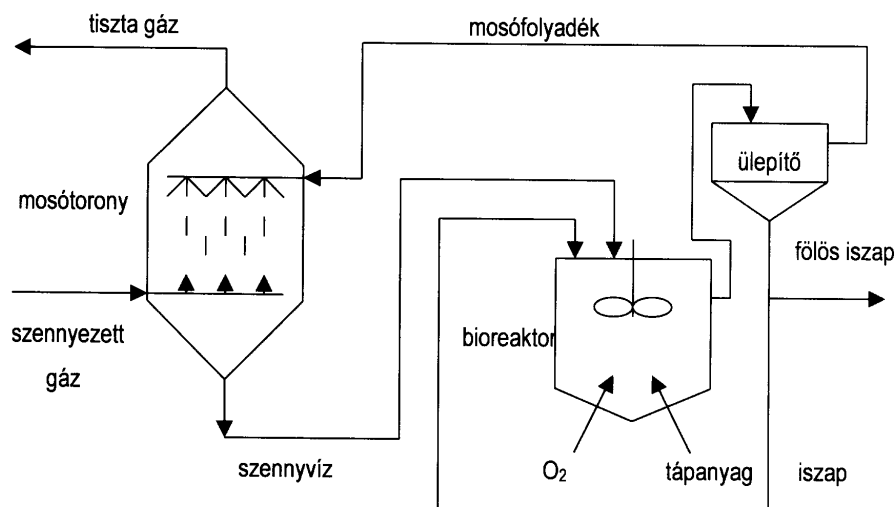 tiszta gáz
mosófolyadék
ülepítő
mosótorony
fölös iszap
szennyezett
gáz
bioreaktor
szennyvíz
O₂
tápanyag
iszap